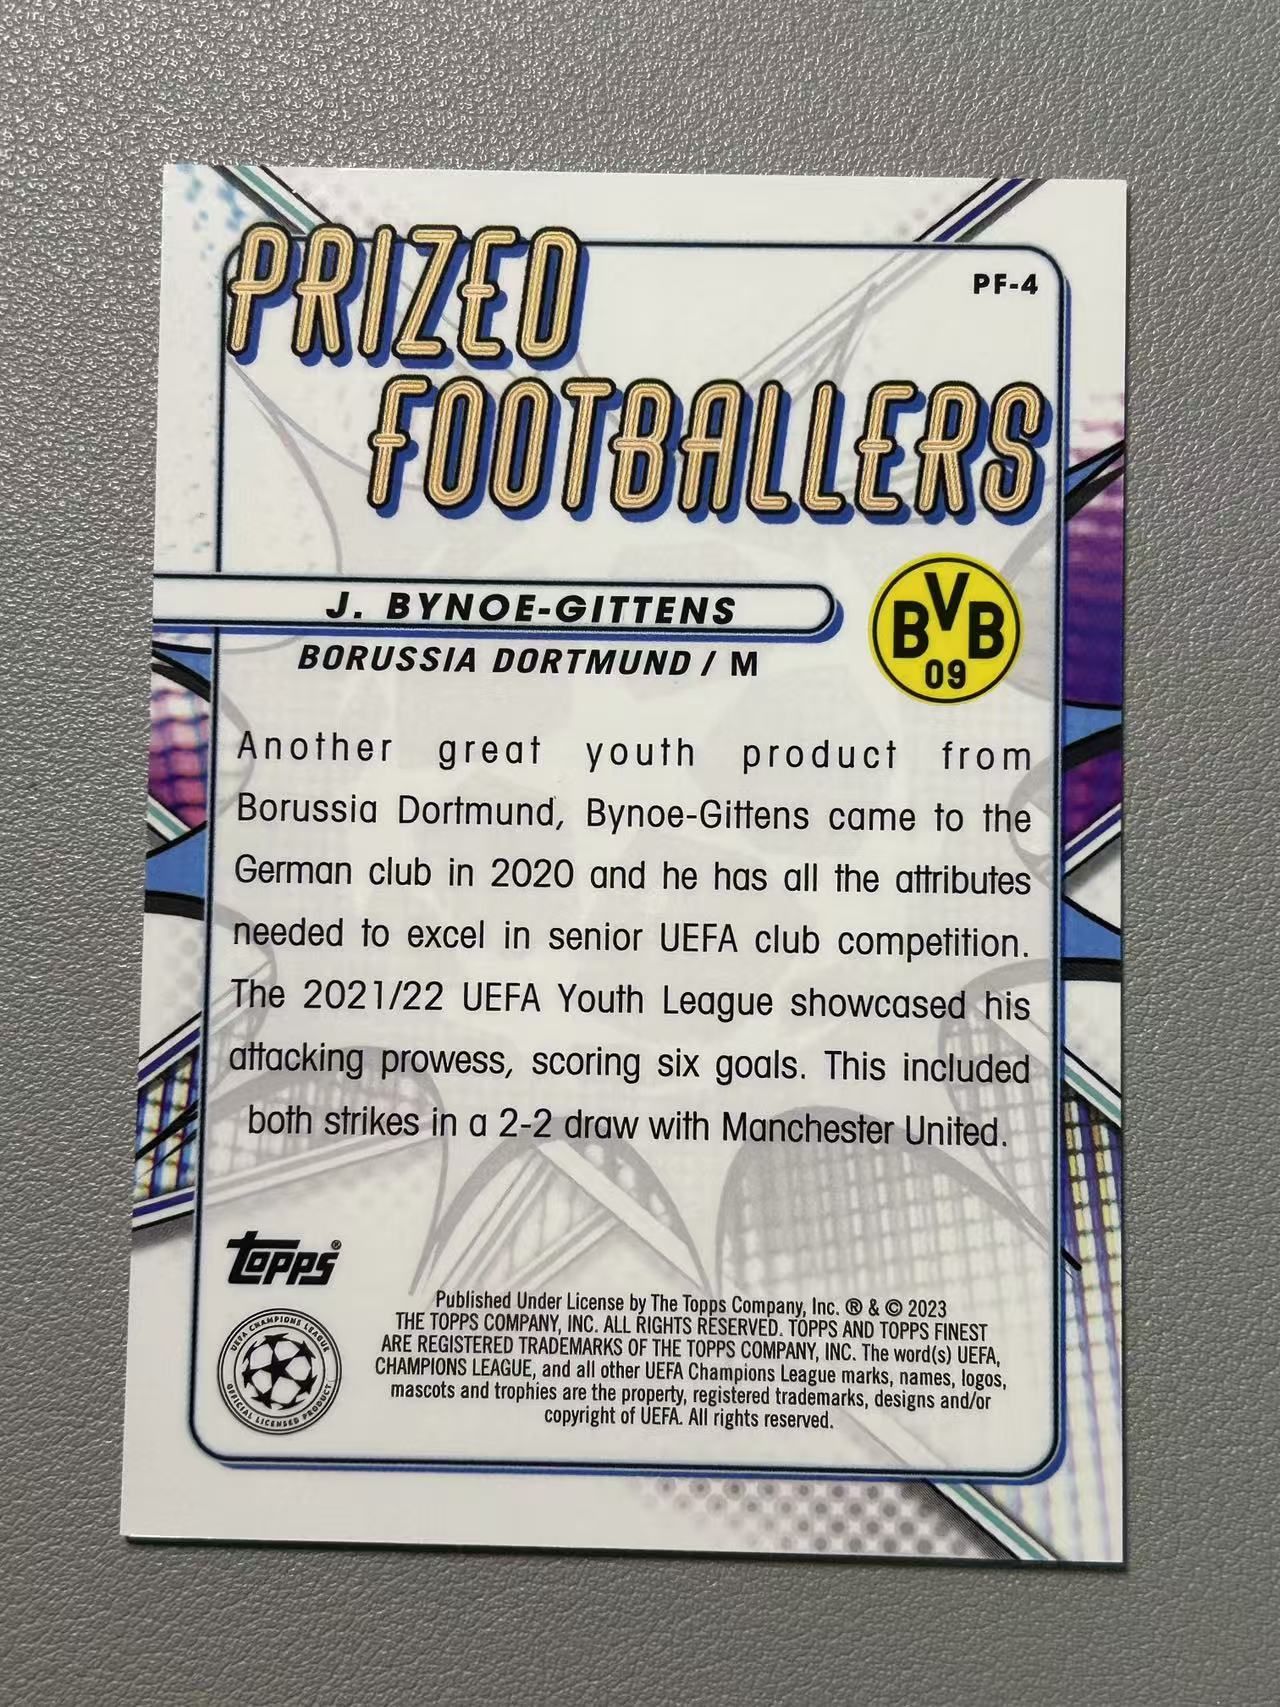 PRIZED
FOOTBALLERS
PF-4
J. BYNOE-GITTENS
BORUSSIA DORTMUND / M
BVB
09
Another great youth product from
Borussia Dortmund, Bynoe-Gittens came to the
German club in 2020 and he has all the attributes
needed to excel in senior UEFA club competition.
The 2021/22 UEFA Youth League showcased his
attacking prowess, scoring six goals. This included
both strikes in a 2-2 draw with Manchester United.
topps®
UEFA CHAMPIONS LEAGUE
OFFICIAL LICENSED PRODUCT
Published Under License by The Topps Company, Inc. ® & © 2023
THE TOPPS COMPANY, INC. ALL RIGHTS RESERVED. TOPPS AND TOPPS FINEST
ARE REGISTERED TRADEMARKS OF THE TOPPS COMPANY, INC. The word(s) UEFA,
CHAMPIONS LEAGUE, and all other UEFA Champions League marks, names, logos,
mascots and trophies are the property, registered trademarks, designs and/or
copyright of UEFA. All rights reserved.